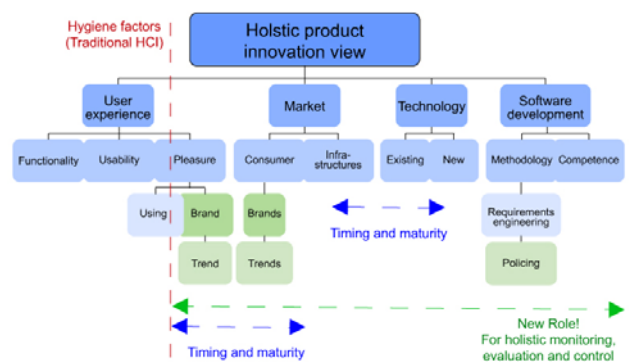 Hygiene factors
(Traditional HCI)
Holstic product
innovation view
User
experience
Market
Technology
Software
development
Functionality
Usability
Pleasure
Consumer
Infra-
structures
Existing
New
Methodology
Competence
Using
Brand
Brands
Requirements
engineering
Timing and maturity
Trend
Trends
Policing
New Role!
For holistic monitoring,
evaluation and control
Timing and maturity